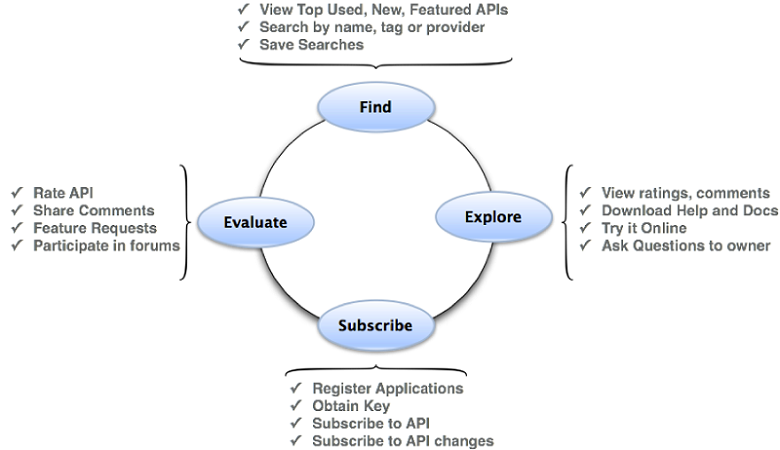 ✓ View Top Used, New, Featured APIs
✓ Search by name, tag or provider
✓ Save Searches
Find
✓ Rate API
✓ Share Comments
✓ Feature Requests
✓ Participate in forums
Evaluate
Explore
✓ View ratings, comments
✓ Download Help and Docs
✓ Try it Online
✓ Ask Questions to owner
Subscribe
✓ Register Applications
✓ Obtain Key
✓ Subscribe to API
✓ Subscribe to API changes